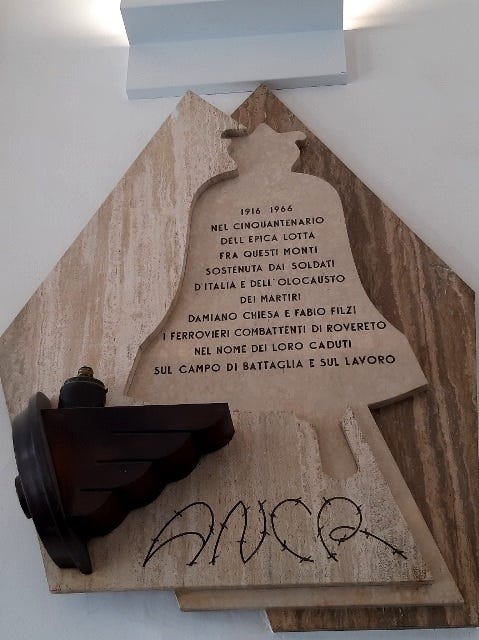 1916 1966
NEL CINQUANTENARIO
DELL'EPICA LOTTA
FRA QUESTI MONTI
SOSTENUTA DAI SOLDATI
D'ITALIA E DELL'OLOCAUSTO
DEI MARTIRI
DAMIANO CHIESA E FABIO FILZI
I FERROVIERI COMBATTENTI DI ROVERETO
NEL NOME DEI LORO CADUTI
SUL CAMPO DI BATTAGLIA E SUL LAVORO
ANCR